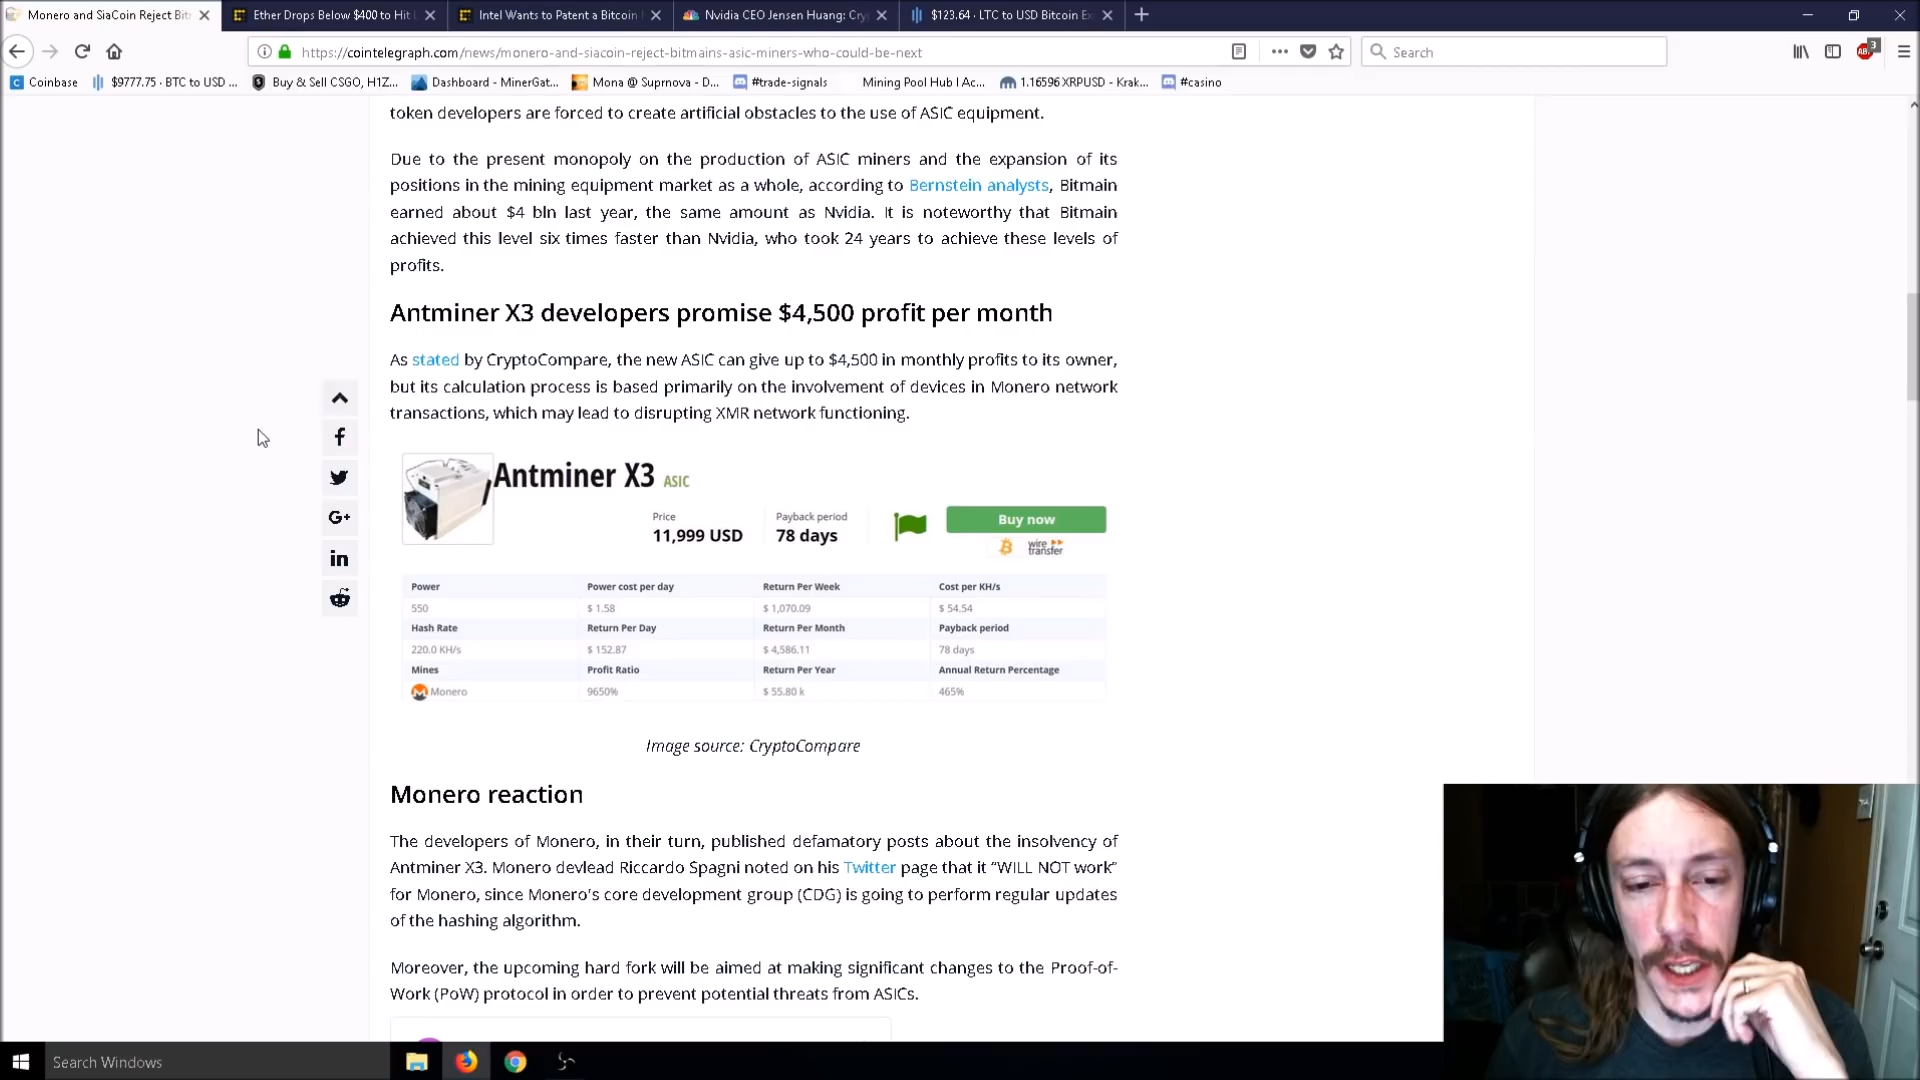 Monero and SiaCoin Reject Bit
Ether Drops Below $400 to Hit L
Intel Wants to Patent a Bitcoin
Nvidia CEO Jensen Huang: Cry
$123.64 · LTC to USD Bitcoin Ex
https://cointelegraph.com/news/monero-and-siacoin-reject-bitmains-asic-miners-who-could-be-next
Search
3
Coinbase
$9777.75 · BTC to USD ...
Buy & Sell CSGO, H1Z...
Dashboard - MinerGat...
Mona @ Suprnova - D...
#trade-signals
Mining Pool Hub | Ac...
1.16596 XRPUSD - Krak...
#casino
token developers are forced to create artificial obstacles to the use of ASIC equipment.
Due to the present monopoly on the production of ASIC miners and the expansion of its
positions in the mining equipment market as a whole, according to Bernstein analysts, Bitmain
earned about $4 bln last year, the same amount as Nvidia. It is noteworthy that Bitmain
achieved this level six times faster than Nvidia, who took 24 years to achieve these levels of
profits.
Antminer X3 developers promise $4,500 profit per month
As stated by CryptoCompare, the new ASIC can give up to $4,500 in monthly profits to its owner,
but its calculation process is based primarily on the involvement of devices in Monero network
transactions, which may lead to disrupting XMR network functioning.
Antminer X3 ASIC
Price
11,999 USD
Payback period
78 days
Buy now
wire transfer
Power Power cost per day Return Per Week Cost per KH/s
550 $ 1.58 $ 1,070.09 $ 54.54
Hash Rate Return Per Day Return Per Month Payback period
220.0 KH/s $ 152.87 $ 4,586.11 78 days
Mines Profit Ratio Return Per Year Annual Return Percentage
Monero 9650% $ 55.80 k 465%
Image source: CryptoCompare
Monero reaction
The developers of Monero, in their turn, published defamatory posts about the insolvency of
Antminer X3. Monero devlead Riccardo Spagni noted on his Twitter page that it “WILL NOT work”
for Monero, since Monero's core development group (CDG) is going to perform regular updates
of the hashing algorithm.
Moreover, the upcoming hard fork will be aimed at making significant changes to the Proof-of-
Work (PoW) protocol in order to prevent potential threats from ASICs.
Search Windows